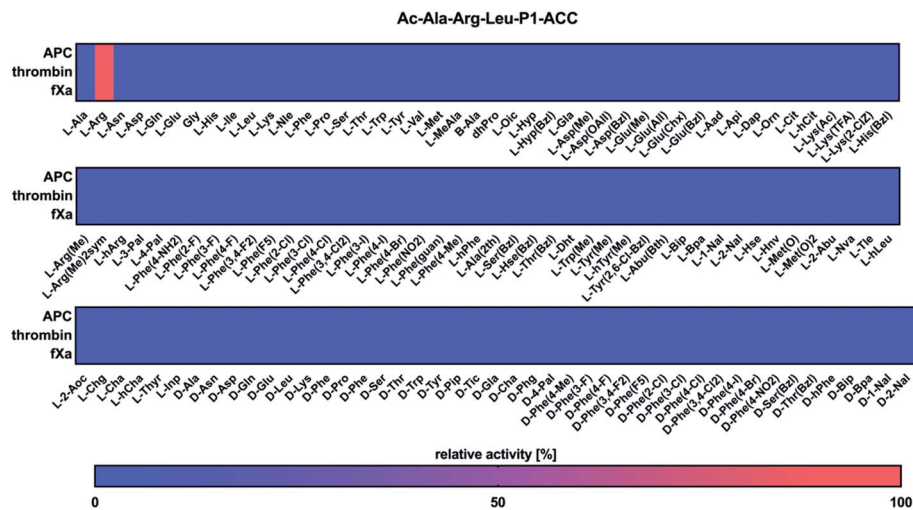 Ac-Ala-Arg-Leu-P1-ACC
APC
thrombin
fXa
L-Ala
L-Arg
L-Asn
L-Asp
L-Gln
L-Glu
Gly
L-His
L-Ile
L-Leu
L-Lys
L-Nle
L-Phe
L-Pro
L-Ser
L-Thr
L-Trp
L-Tyr
L-Val
L-Met
L-MeAla
B-Ala
dhPro
L-Oic
L-Hyp
L-Hyp(Bzl)
L-Gla
L-Asp(Me)
L-Asp(OAll)
L-Asp(Bzl)
L-Glu(Me)
L-Glu(All)
L-Glu(Chx)
L-Glu(Bzl)
L-Aad
L-Api
L-Dap
L-Orn
L-Cit
L-hCit
L-Lys(Ac)
L-Lys(TFA)
L-Lys(2-ClZ)
L-His(Bzl)
APC
thrombin
fXa
L-Arg(Me)
L-Arg(Me)2sym
L-hArg
L-3-Pal
L-4-Pal
L-Phe(4-NH2)
L-Phe(2-F)
L-Phe(3-F)
L-Phe(4-F)
L-Phe(3,4-F2)
L-Phe(F5)
L-Phe(2-Cl)
L-Phe(3-Cl)
L-Phe(4-Cl)
L-Phe(3,4-Cl2)
L-Phe(3-I)
L-Phe(4-I)
L-Phe(4-Br)
L-Phe(NO2)
L-Phe(guan)
L-Phe(4-Me)
L-hPhe
L-Ala(2th)
L-Ser(Bzl)
L-Hse(Bzl)
L-Thr(Bzl)
L-Dht
L-Trp(Me)
L-Tyr(Me)
L-hTyr(Me)
L-Tyr(2,6-Cl-Bzl)
L-Abu(Bth)
L-Bip
L-Bpa
L-1-Nal
L-2-Nal
L-Hse
L-Hnv
L-Met(O)
L-Met(O)2
L-2-Abu
L-Nva
L-Tle
L-hLeu
APC
thrombin
fXa
L-2-Aoc
L-Chg
L-Cha
L-hCha
L-Thyr
L-Inp
D-Ala
D-Asn
D-Asp
D-Gln
D-Glu
D-Leu
D-Lys
D-Phe
D-Pro
D-Phe
D-Ser
D-Thr
D-Trp
D-Tyr
D-Pip
D-Tic
D-Gla
D-Cha
D-Phg
D-4-Pal
D-Phe(4-Me)
D-Phe(3-F)
D-Phe(4-F)
D-Phe(3,4-F2)
D-Phe(F5)
D-Phe(2-Cl)
D-Phe(3-Cl)
D-Phe(4-Cl)
D-Phe(3,4-Cl2)
D-Phe(4-I)
D-Phe(4-Br)
D-Phe(4-NO2)
D-Ser(Bzl)
D-Thr(Bzl)
D-hPhe
D-Bip
D-Bpa
D-1-Nal
D-2-Nal
relative activity [%]
0
50
100